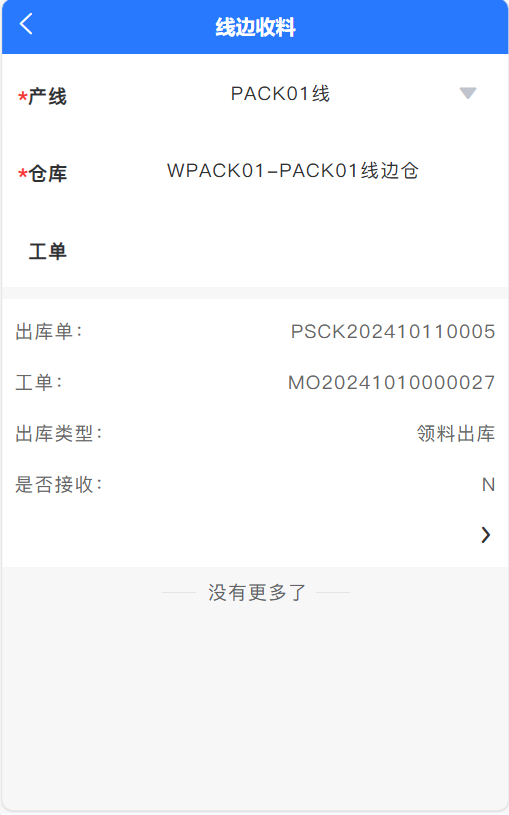 线边收料
*产线 PACK01线
*仓库 WPACK01-PACK01线边仓
工单
出库单: PSCK202410110005
工单: MO20241010000027
出库类型: 领料出库
是否接收: N
没有更多了